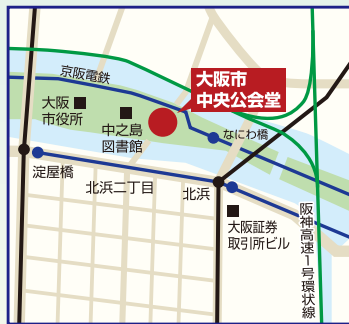 京阪電鉄
大阪市
中央公会堂
大阪
市役所
中之島
図書館
なにわ橋
淀屋橋
北浜二丁目
北浜
大阪証券
取引所ビル
阪神高速1号環状線